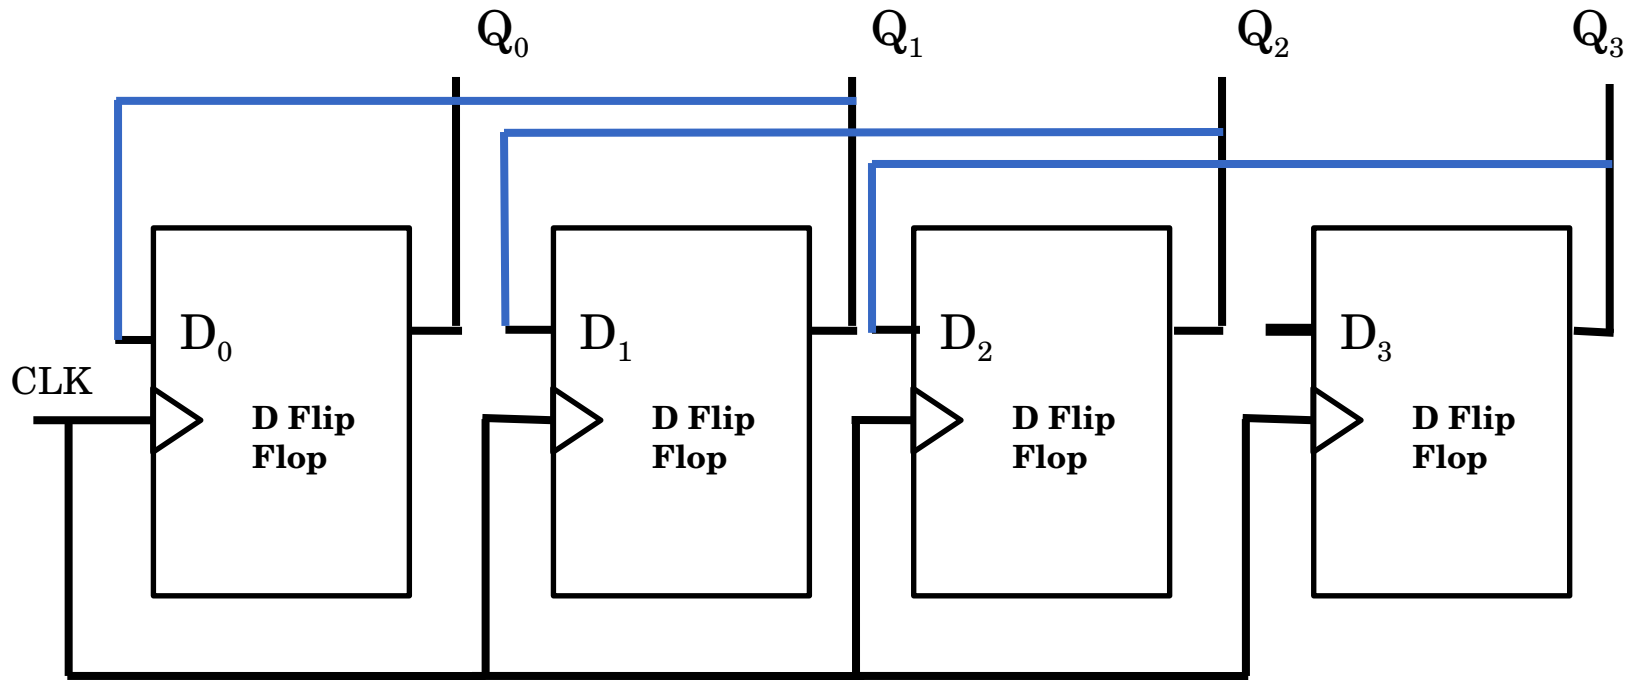 Q₀
Q₁
Q₂
Q₃
D₀
D₁
D₂
D₃
CLK
D Flip
Flop
D Flip
Flop
D Flip
Flop
D Flip
Flop